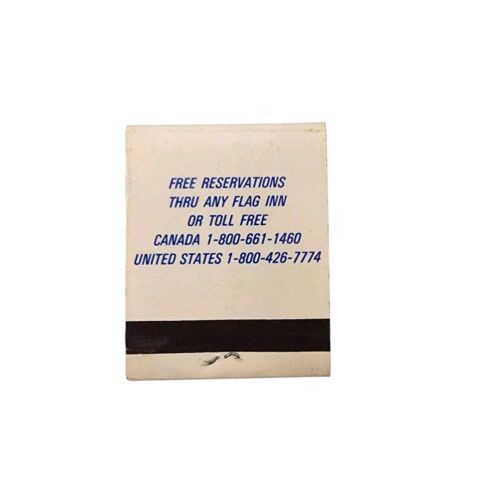 FREE RESERVATIONS
THRU ANY FLAG INN
OR TOLL FREE
CANADA 1-800-661-1460
UNITED STATES 1-800-426-7774